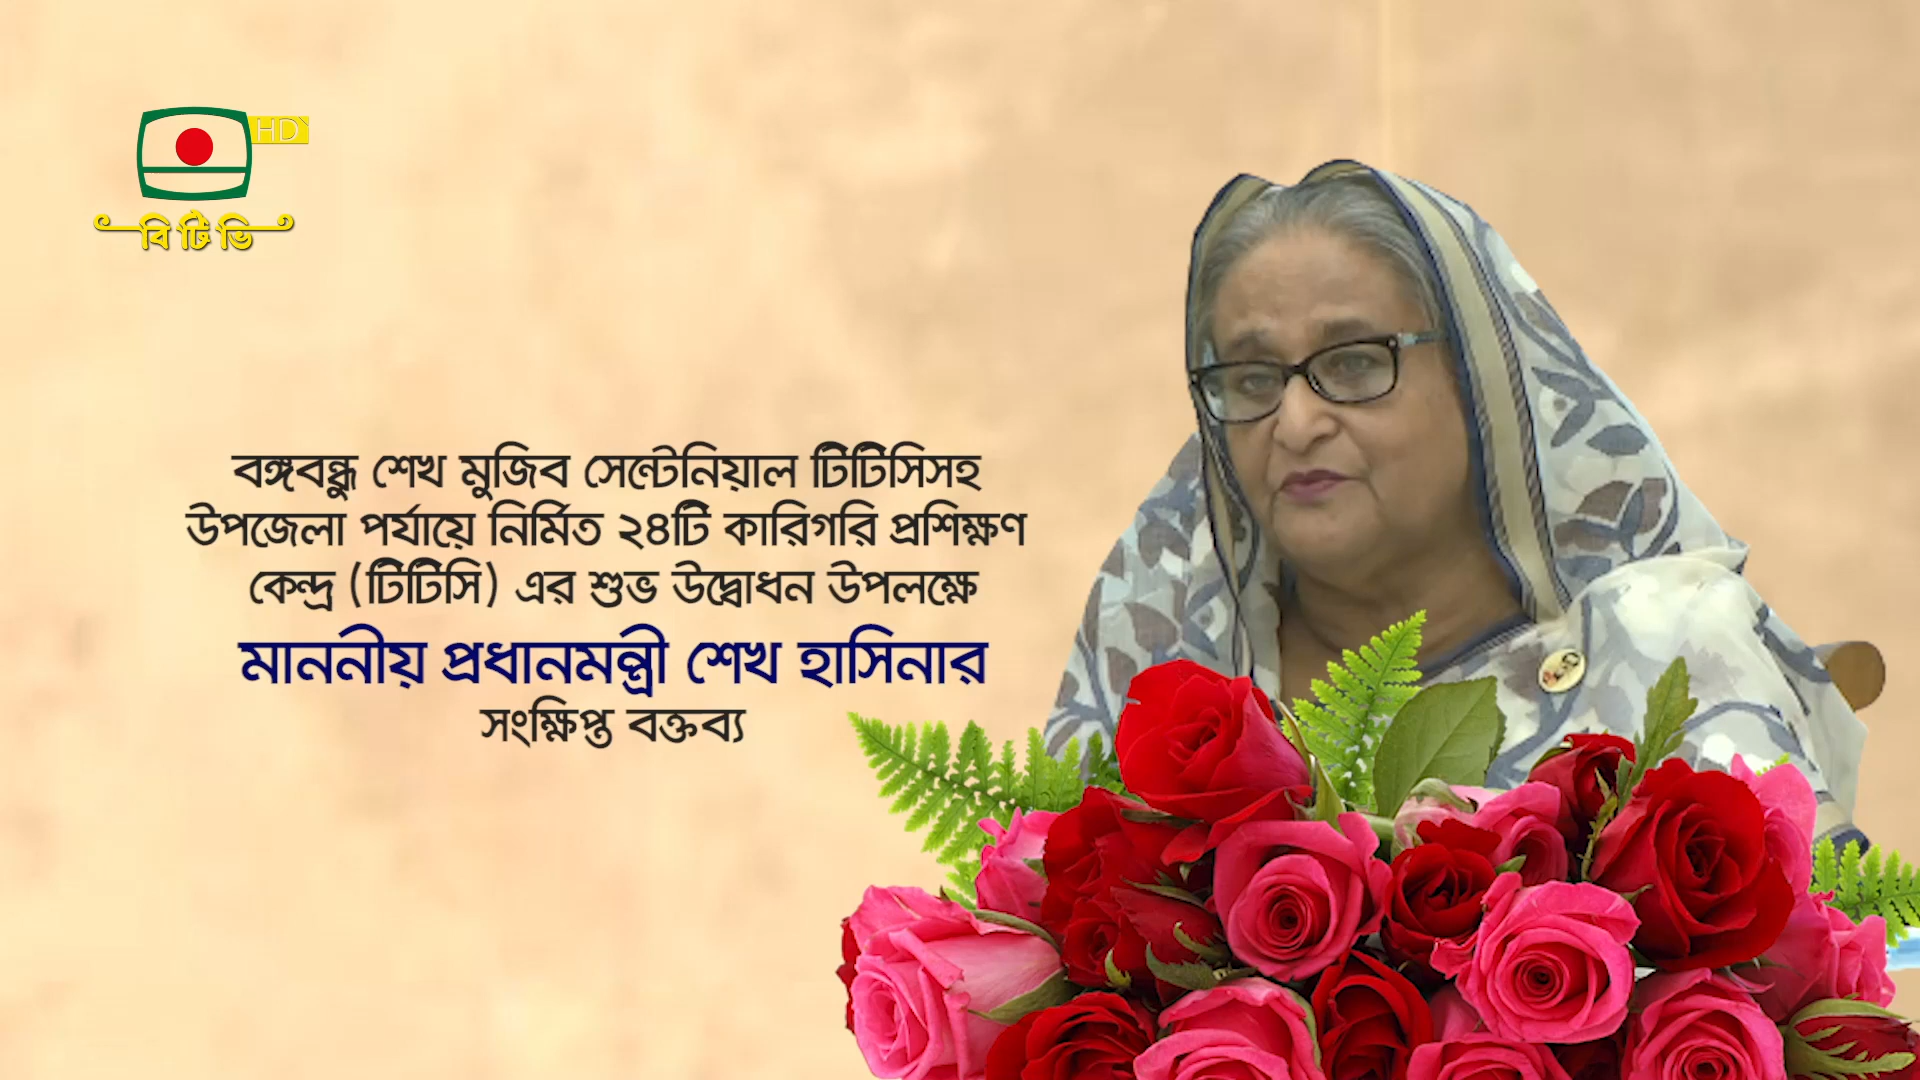 HD
বি টি ভি
বঙ্গবন্ধু শেখ মুজিব সেন্টেনিয়াল টিটিসিসহ
উপজেলা পর্যায়ে নির্মিত ২৪টি কারিগরি প্রশিক্ষণ
কেন্দ্র (টিটিসি) এর শুভ উদ্বোধন উপলক্ষে
মাননীয় প্রধানমন্ত্রী শেখ হাসিনার
সংক্ষিপ্ত বক্তব্য